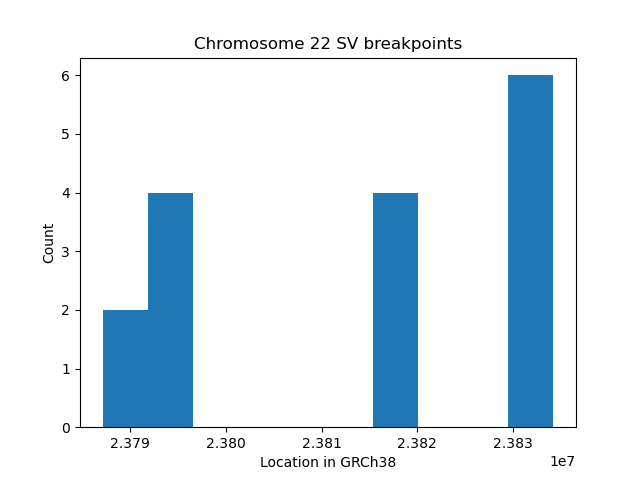 Chromosome 22 SV breakpoints
6
5
4
3
2
1
0
Count
2.379 2.380 2.381 2.382 2.383
1e7
Location in GRCh38